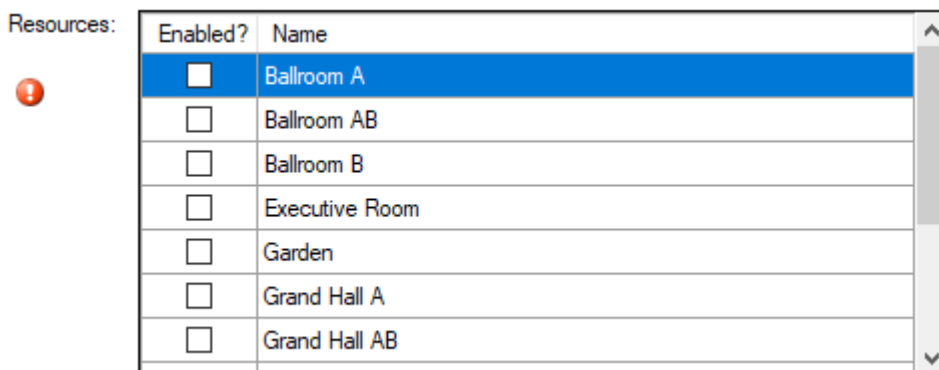 Resources:
Enabled? Name
Ballroom A
Ballroom AB
Ballroom B
Executive Room
Garden
Grand Hall A
Grand Hall AB